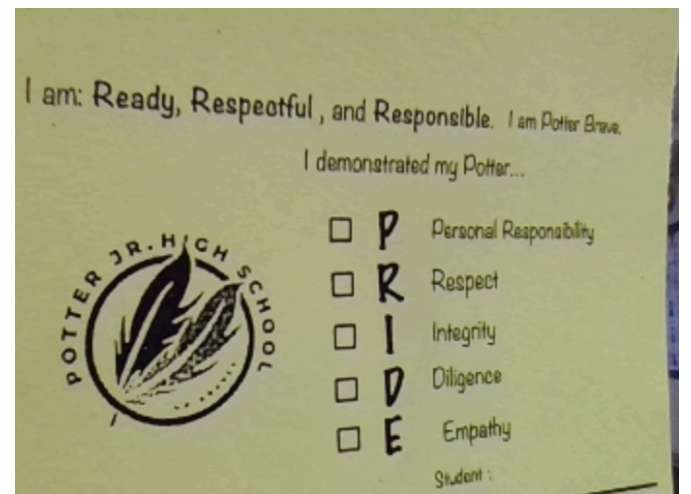 I am: Ready, Respectful, and Responsible. I am Potter Brave.
I demonstrated my Potter...
POTTER JR. HIGH SCHOOL
P Personal Responsibility
R Respect
I Integrity
D Diligence
E Empathy
Student: